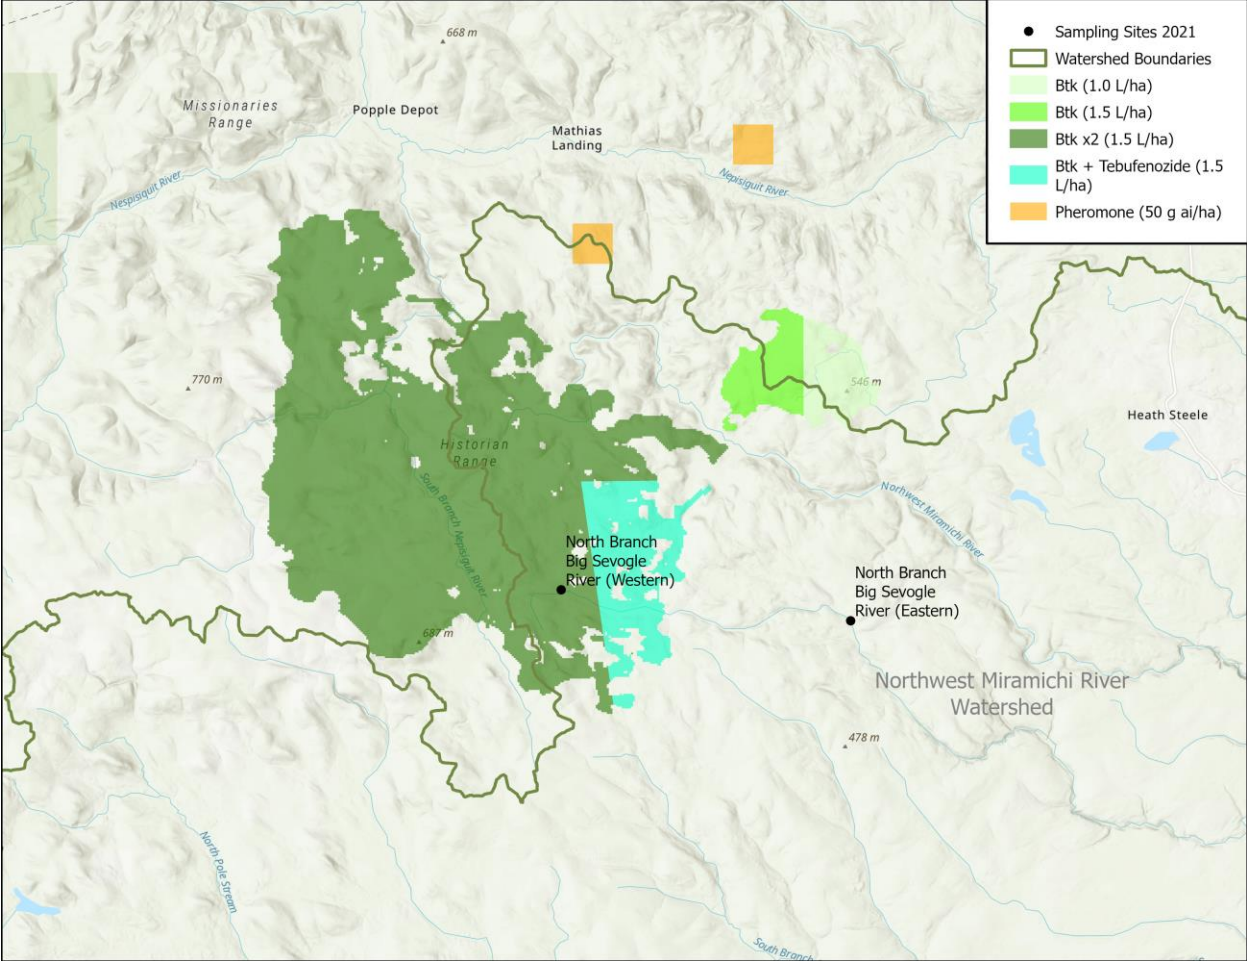 668 m
Missionaries
Range
Popple Depot
Mathias
Landing
Nespisiquit River
Nepisiguit River
Sampling Sites 2021
Watershed Boundaries
Btk (1.0 L/ha)
Btk (1.5 L/ha)
Btk x2 (1.5 L/ha)
Btk + Tebufenozide (1.5
L/ha)
Pheromone (50 g ai/ha)
770 m
546 m
Heath Steele
Historian
Range
South Branch Nepisiguit River
Northwest Miramichi River
North Branch
Big Sevogle
River (Western)
North Branch
Big Sevogle
River (Eastern)
687 m
Northwest Miramichi River
Watershed
478 m
North Pole Stream
South Branch